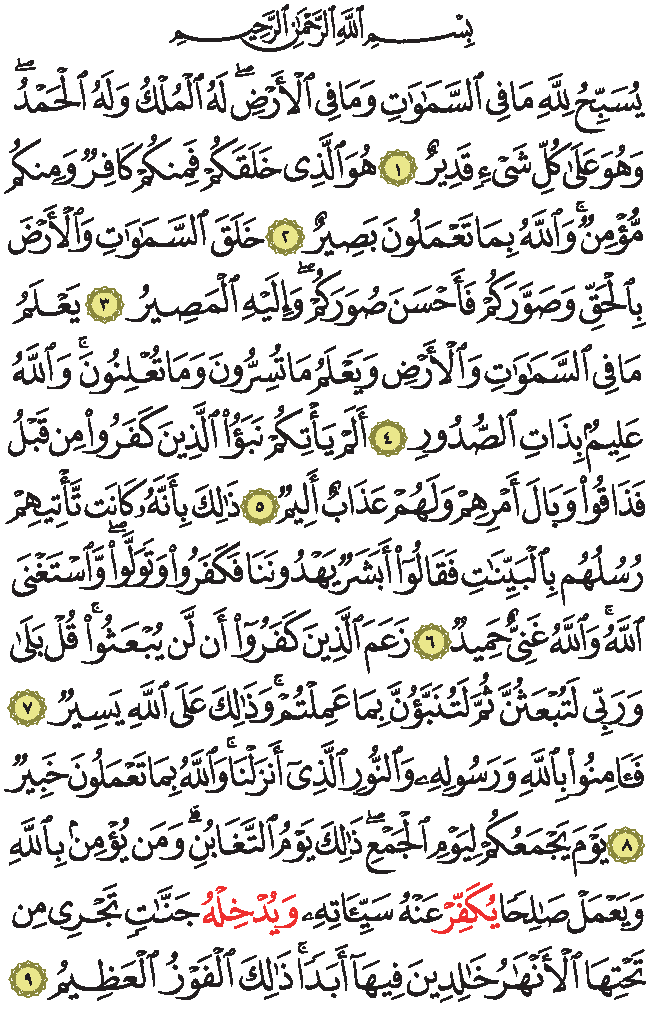 بِسْمِ ٱللَّهِ ٱلرَّحْمَٰنِ ٱلرَّحِيمِ
يُسَبِّحُ لِلَّهِ مَا فِى ٱلسَّمَٰوَٰتِ وَمَا فِى ٱلْأَرْضِۖ لَهُ ٱلْمُلْكُ وَلَهُ ٱلْحَمْدُۖ
وَهُوَ عَلَىٰ كُلِّ شَىْءٍ قَدِيرٌ ١ هُوَ ٱلَّذِى خَلَقَكُمْ فَمِنكُمْ كَافِرٌ وَمِنكُم
مُّؤْمِنٌۚ وَٱللَّهُ بِمَا تَعْمَلُونَ بَصِيرٌ ٢ خَلَقَ ٱلسَّمَٰوَٰتِ وَٱلْأَرْضَ
بِٱلْحَقِّ وَصَوَّرَكُمْ فَأَحْسَنَ صُوَرَكُمْۖ وَإِلَيْهِ ٱلْمَصِيرُ ٣ يَعْلَمُ
مَا فِى ٱلسَّمَٰوَٰتِ وَٱلْأَرْضِ وَيَعْلَمُ مَا تُسِرُّونَ وَمَا تُعْلِنُونَۚ وَٱللَّهُ
عَلِيمٌۢ بِذَاتِ ٱلصُّدُورِ ٤ أَلَمْ يَأْتِكُمْ نَبَؤُا۟ ٱلَّذِينَ كَفَرُوا۟ مِن قَبْلُ
فَذَاقُوا۟ وَبَالَ أَمْرِهِمْ وَلَهُمْ عَذَابٌ أَلِيمٌ ٥ ذَٰلِكَ بِأَنَّهُۥ كَانَت تَّأْتِيهِمْ
رُسُلُهُم بِٱلْبَيِّنَٰتِ فَقَالُوٓا۟ أَبَشَرٌ يَهْدُونَنَا فَكَفَرُوا۟ وَتَوَلَّوا۟ۖ وَّٱسْتَغْنَى
ٱللَّهُۚ وَٱللَّهُ غَنِىٌّ حَمِيدٌ ٦ زَعَمَ ٱلَّذِينَ كَفَرُوٓا۟ أَن لَّن يُبْعَثُوا۟ۚ قُلْ بَلَىٰ
وَرَبِّى لَتُبْعَثُنَّ ثُمَّ لَتُنَبَّؤُنَّ بِمَا عَمِلْتُمْۚ وَذَٰلِكَ عَلَى ٱللَّهِ يَسِيرٌ ٧
فَـَٔامِنُوا۟ بِٱللَّهِ وَرَسُولِهِۦ وَٱلنُّورِ ٱلَّذِىٓ أَنزَلْنَاۚ وَٱللَّهُ بِمَا تَعْمَلُونَ خَبِيرٌ
٨ يَوْمَ يَجْمَعُكُمْ لِيَوْمِ ٱلْجَمْعِۖ ذَٰلِكَ يَوْمُ ٱلتَّغَابُنِۗ وَمَن يُؤْمِنۢ بِٱللَّهِ
وَيَعْمَلْ صَٰلِحًا يُكَفِّرْ عَنْهُ سَيِّـَٔاتِهِۦ وَيُدْخِلْهُ جَنَّٰتٍ تَجْرِى مِن
تَحْتِهَا ٱلْأَنْهَٰرُ خَٰلِدِينَ فِيهَآ أَبَدًاۚ ذَٰلِكَ ٱلْفَوْزُ ٱلْعَظِيمُ ٩